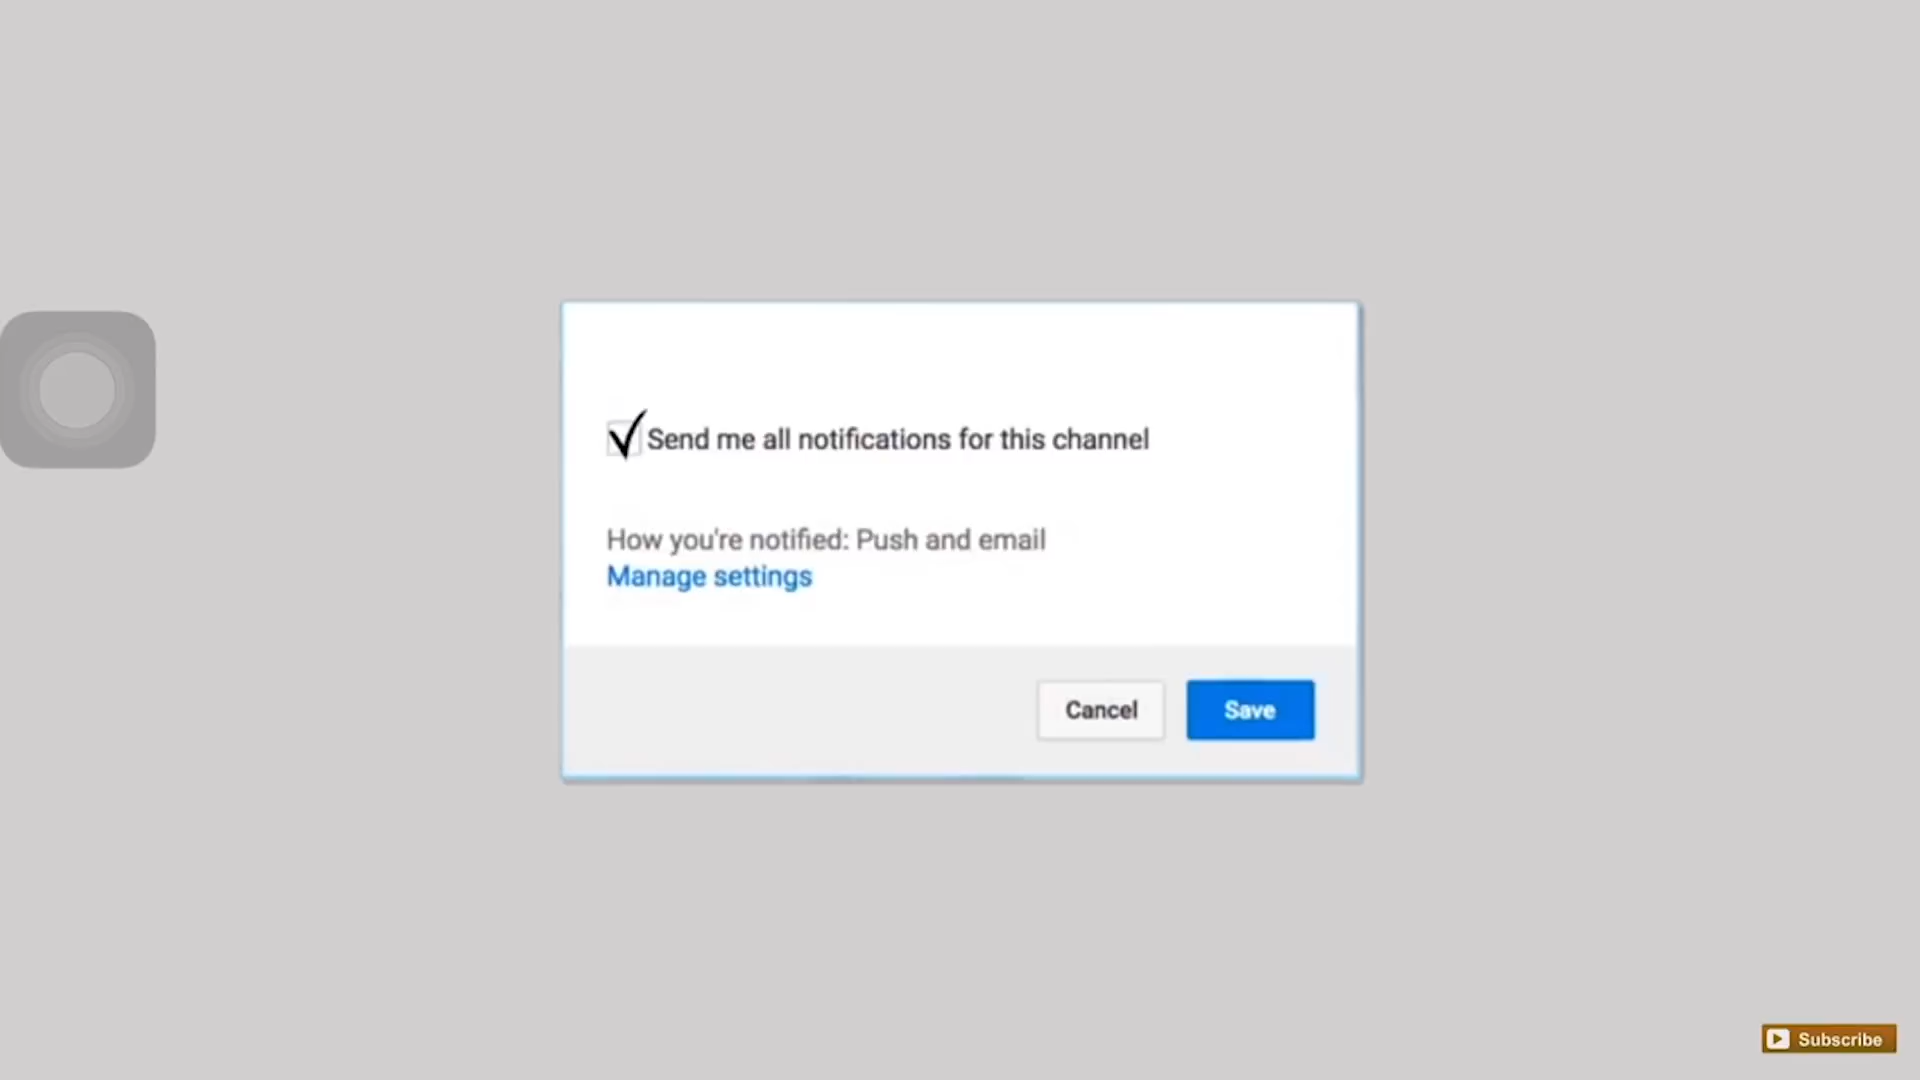 Send me all notifications for this channel
How you're notified: Push and email
Manage settings
Cancel
Save
Subscribe